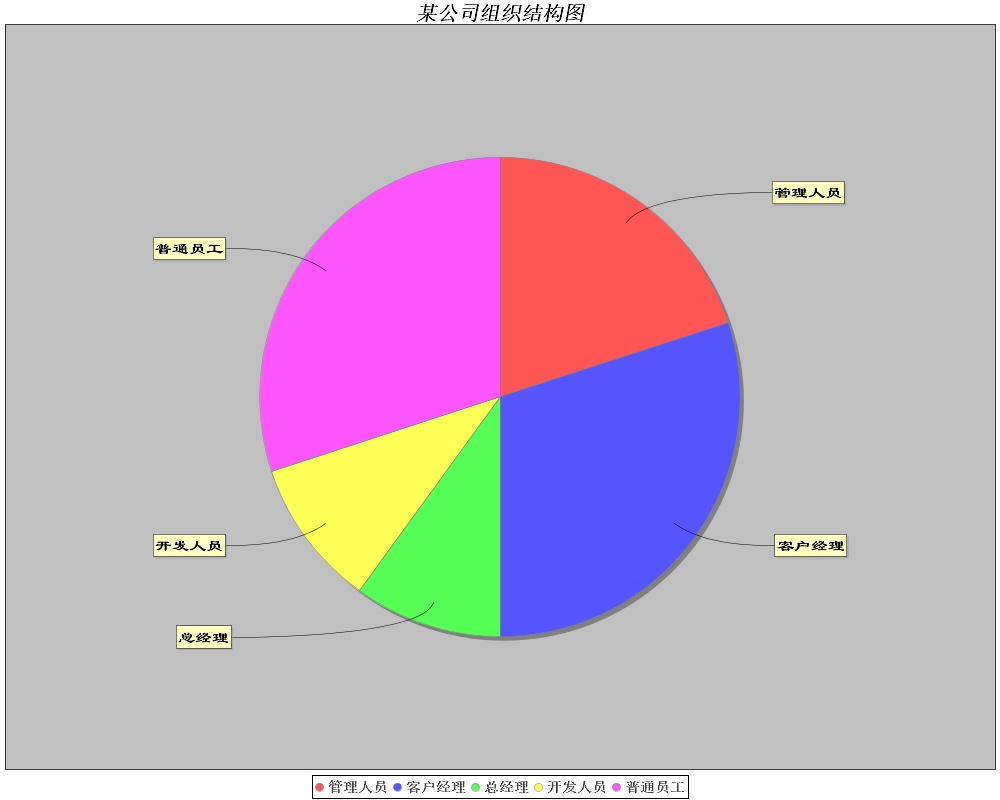 某公司组织结构图
管理人员
普通员工
开发人员
客户经理
总经理
管理人员 客户经理 总经理 开发人员 普通员工